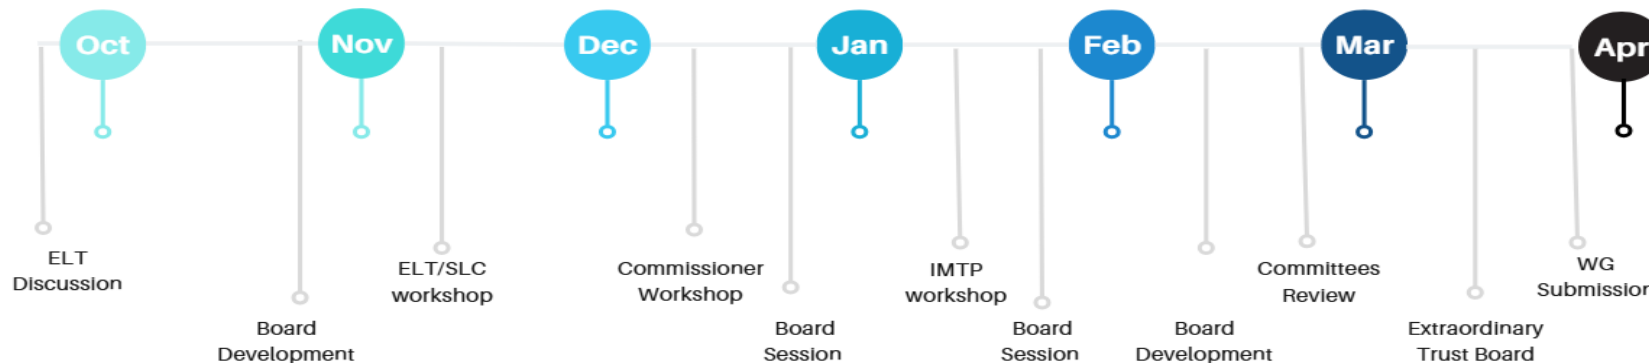 Oct
Nov
Dec
Jan
Feb
Mar
Apr
ELT
Discussion
Board
Development
ELT/SLC
workshop
Commissioner
Workshop
Board
Session
IMTP
workshop
Board
Session
Board
Development
Committees
Review
Extraordinary
Trust Board
WG
Submission